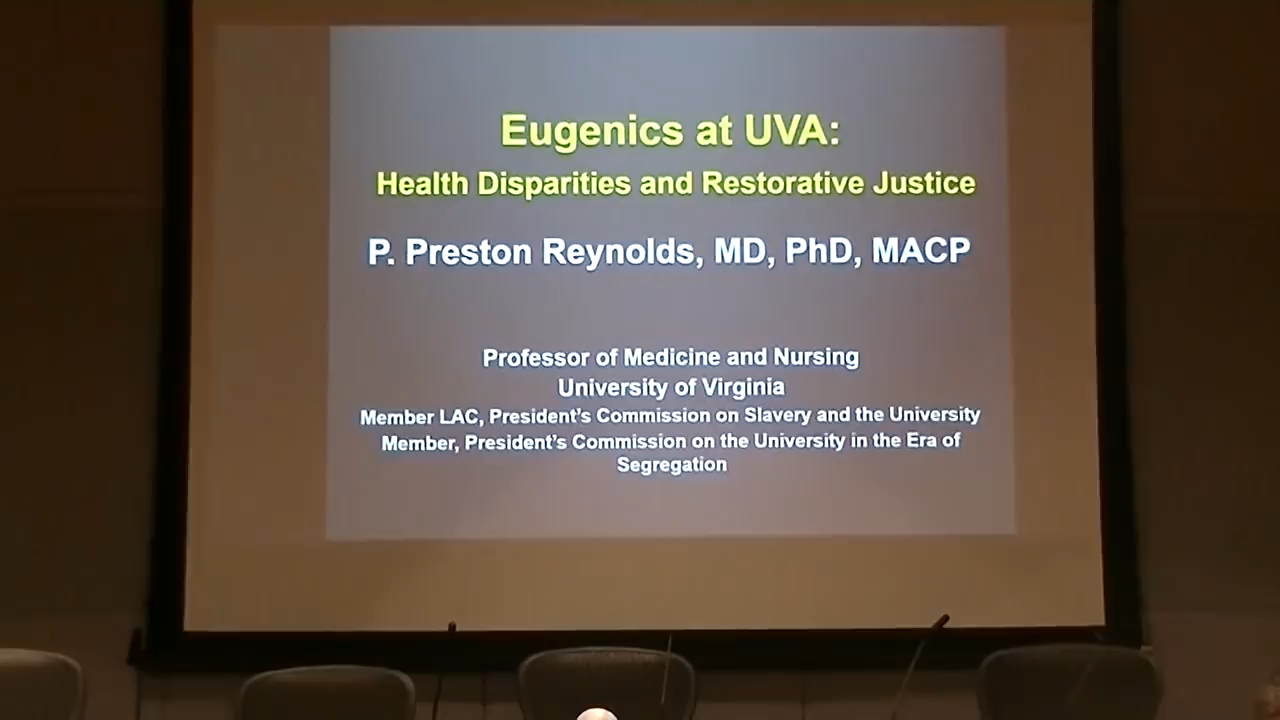 Eugenics at UVA:
Health Disparities and Restorative Justice
P. Preston Reynolds, MD, PhD, MACP
Professor of Medicine and Nursing
University of Virginia
Member LAC, President's Commission on Slavery and the University
Member, President's Commission on the University in the Era of
Segregation